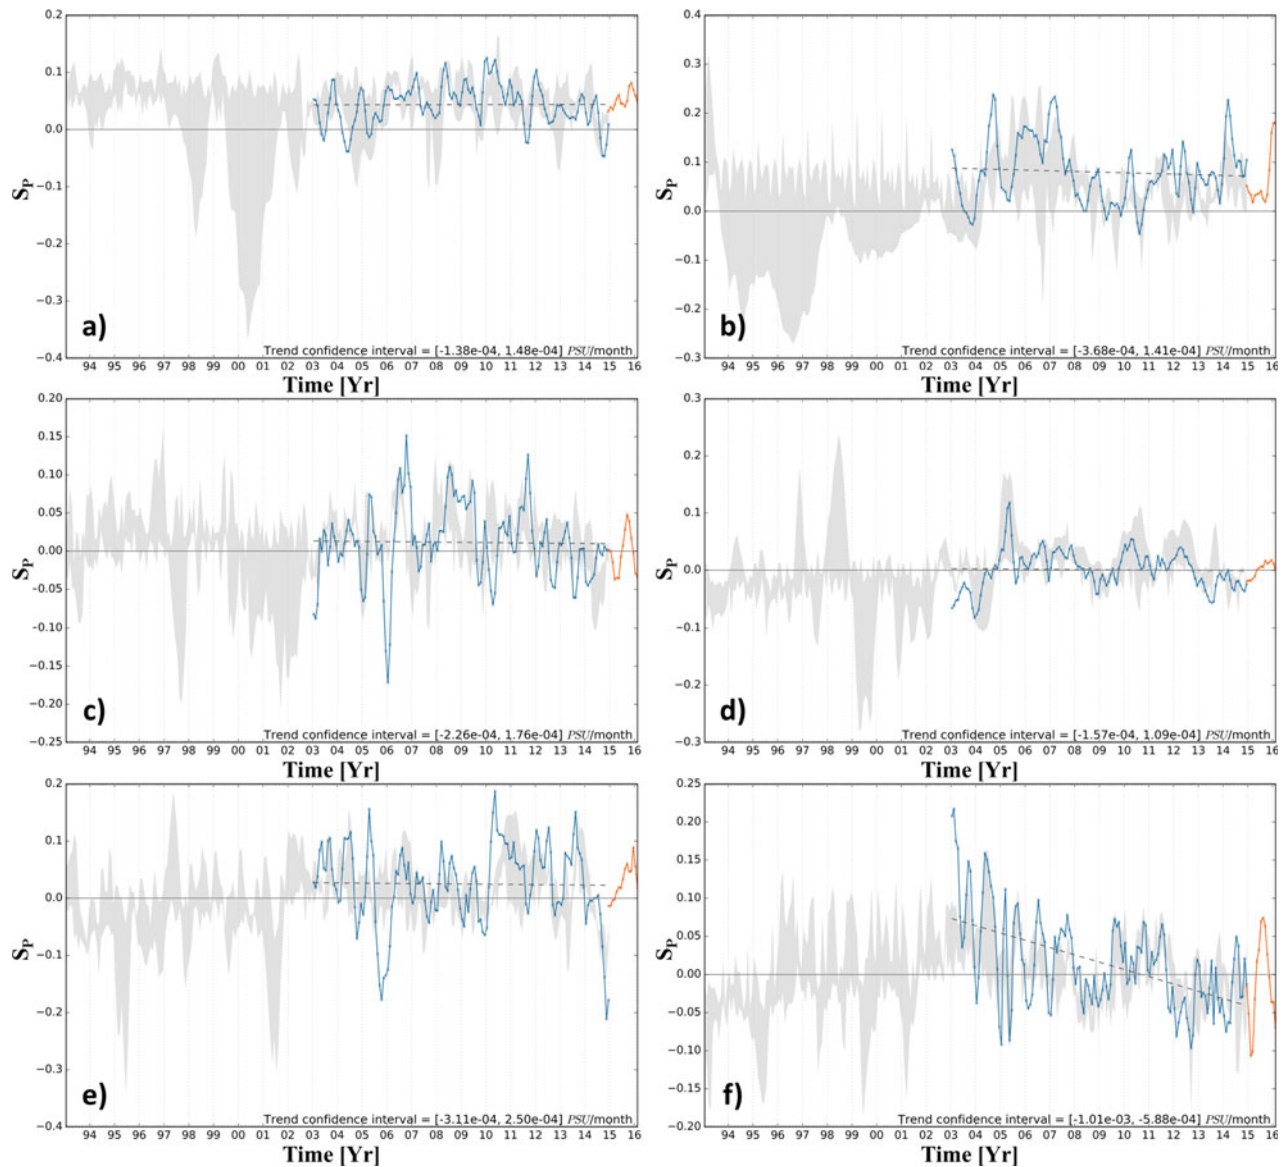 0.2
0.1
0.0
−0.1
−0.2
−0.3
−0.4
S_P
a)
Trend confidence interval = [-1.38e-04, 1.48e-04] PSU/month
94 95 96 97 98 99 00 01 02 03 04 05 06 07 08 09 10 11 12 13 14 15 16
Time [Yr]
0.4
0.3
0.2
0.1
0.0
−0.1
−0.2
−0.3
S_P
b)
Trend confidence interval = [-3.68e-04, 1.41e-04] PSU/month
94 95 96 97 98 99 00 01 02 03 04 05 06 07 08 09 10 11 12 13 14 15 16
Time [Yr]
0.20
0.15
0.10
0.05
0.00
−0.05
−0.10
−0.15
−0.20
−0.25
S_P
c)
Trend confidence interval = [-2.26e-04, 1.76e-04] PSU/month
94 95 96 97 98 99 00 01 02 03 04 05 06 07 08 09 10 11 12 13 14 15 16
Time [Yr]
0.3
0.2
0.1
0.0
−0.1
−0.2
−0.3
S_P
d)
Trend confidence interval = [-1.57e-04, 1.09e-04] PSU/month
94 95 96 97 98 99 00 01 02 03 04 05 06 07 08 09 10 11 12 13 14 15 16
Time [Yr]
0.2
0.1
0.0
−0.1
−0.2
−0.3
−0.4
S_P
e)
Trend confidence interval = [-3.11e-04, 2.50e-04] PSU/month
94 95 96 97 98 99 00 01 02 03 04 05 06 07 08 09 10 11 12 13 14 15 16
Time [Yr]
0.25
0.20
0.15
0.10
0.05
0.00
−0.05
−0.10
−0.15
−0.20
S_P
f)
Trend confidence interval = [-1.01e-03, -5.88e-04] PSU/month
94 95 96 97 98 99 00 01 02 03 04 05 06 07 08 09 10 11 12 13 14 15 16
Time [Yr]